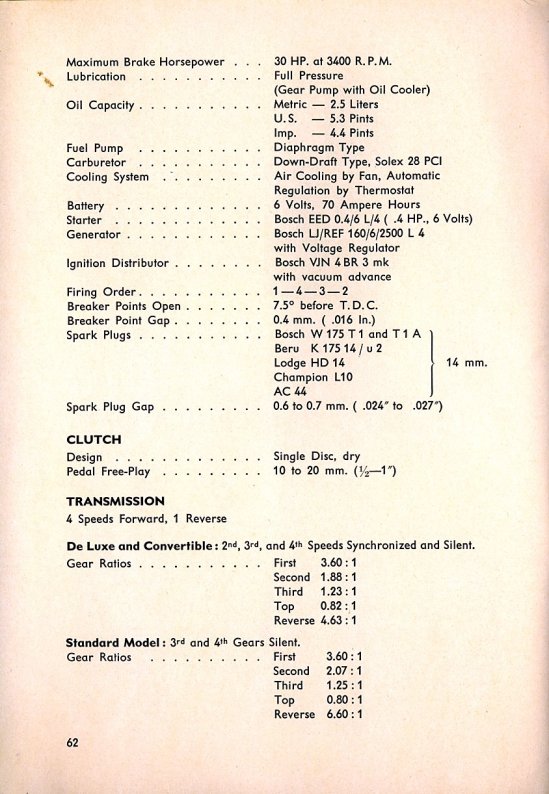 Maximum Brake Horsepower . . . 30 HP. at 3400 R.P.M.
Lubrication . . . . . . . . . . . Full Pressure
(Gear Pump with Oil Cooler)
Oil Capacity . . . . . . . . . . . Metric — 2.5 Liters
U.S. — 5.3 Pints
Imp. — 4.4 Pints
Fuel Pump . . . . . . . . . . . Diaphragm Type
Carburetor . . . . . . . . . . . Down-Draft Type, Solex 28 PCI
Cooling System . . . . . . . . . Air Cooling by Fan, Automatic
Regulation by Thermostat
Battery . . . . . . . . . . . . . 6 Volts, 70 Ampere Hours
Starter . . . . . . . . . . . . . Bosch EED 0.4/6 L/4 ( .4 HP., 6 Volts)
Generator . . . . . . . . . . . . Bosch LJ/REF 160/6/2500 L 4
with Voltage Regulator
Ignition Distributor . . . . . . . . Bosch VJN 4 BR 3 mk
with vacuum advance
Firing Order . . . . . . . . . . . 1—4—3—2
Breaker Points Open . . . . . . . 7.5° before T.D.C.
Breaker Point Gap . . . . . . . . 0.4 mm. ( .016 In.)
Spark Plugs . . . . . . . . . . . Bosch W 175 T 1 and T 1 A
Beru K 175 14 / u 2
Lodge HD 14 14 mm.
Champion L10
AC 44
Spark Plug Gap . . . . . . . . . 0.6 to 0.7 mm. ( .024″ to .027″)
CLUTCH
Design . . . . . . . . . . . . . Single Disc, dry
Pedal Free-Play . . . . . . . . . 10 to 20 mm. (½—1″)
TRANSMISSION
4 Speeds Forward, 1 Reverse
De Luxe and Convertible: 2nd, 3rd, and 4th Speeds Synchronized and Silent.
Gear Ratios . . . . . . . . . . . First 3.60 : 1
Second 1.88 : 1
Third 1.23 : 1
Top 0.82 : 1
Reverse 4.63 : 1
Standard Model: 3rd and 4th Gears Silent.
Gear Ratios . . . . . . . . . . First 3.60 : 1
Second 2.07 : 1
Third 1.25 : 1
Top 0.80 : 1
Reverse 6.60 : 1
62